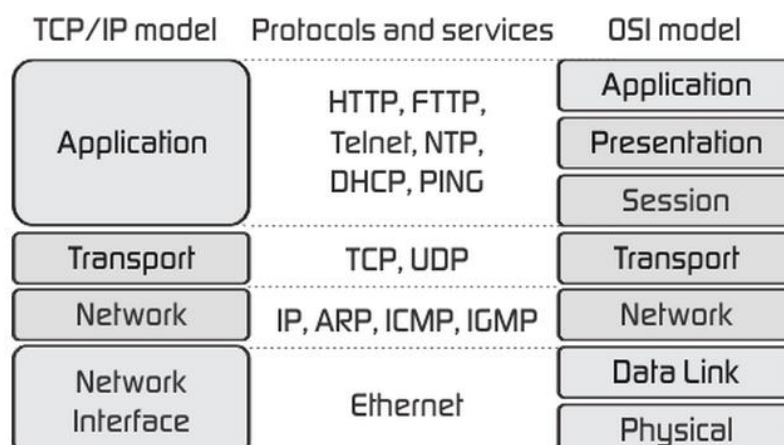 TCP/IP model Protocols and services OSI model
Application
HTTP, FTTP,
Telnet, NTP,
DHCP, PING
Application
Presentation
Session
Transport TCP, UDP Transport
Network IP, ARP, ICMP, IGMP Network
Network
Interface
Ethernet
Data Link
Physical